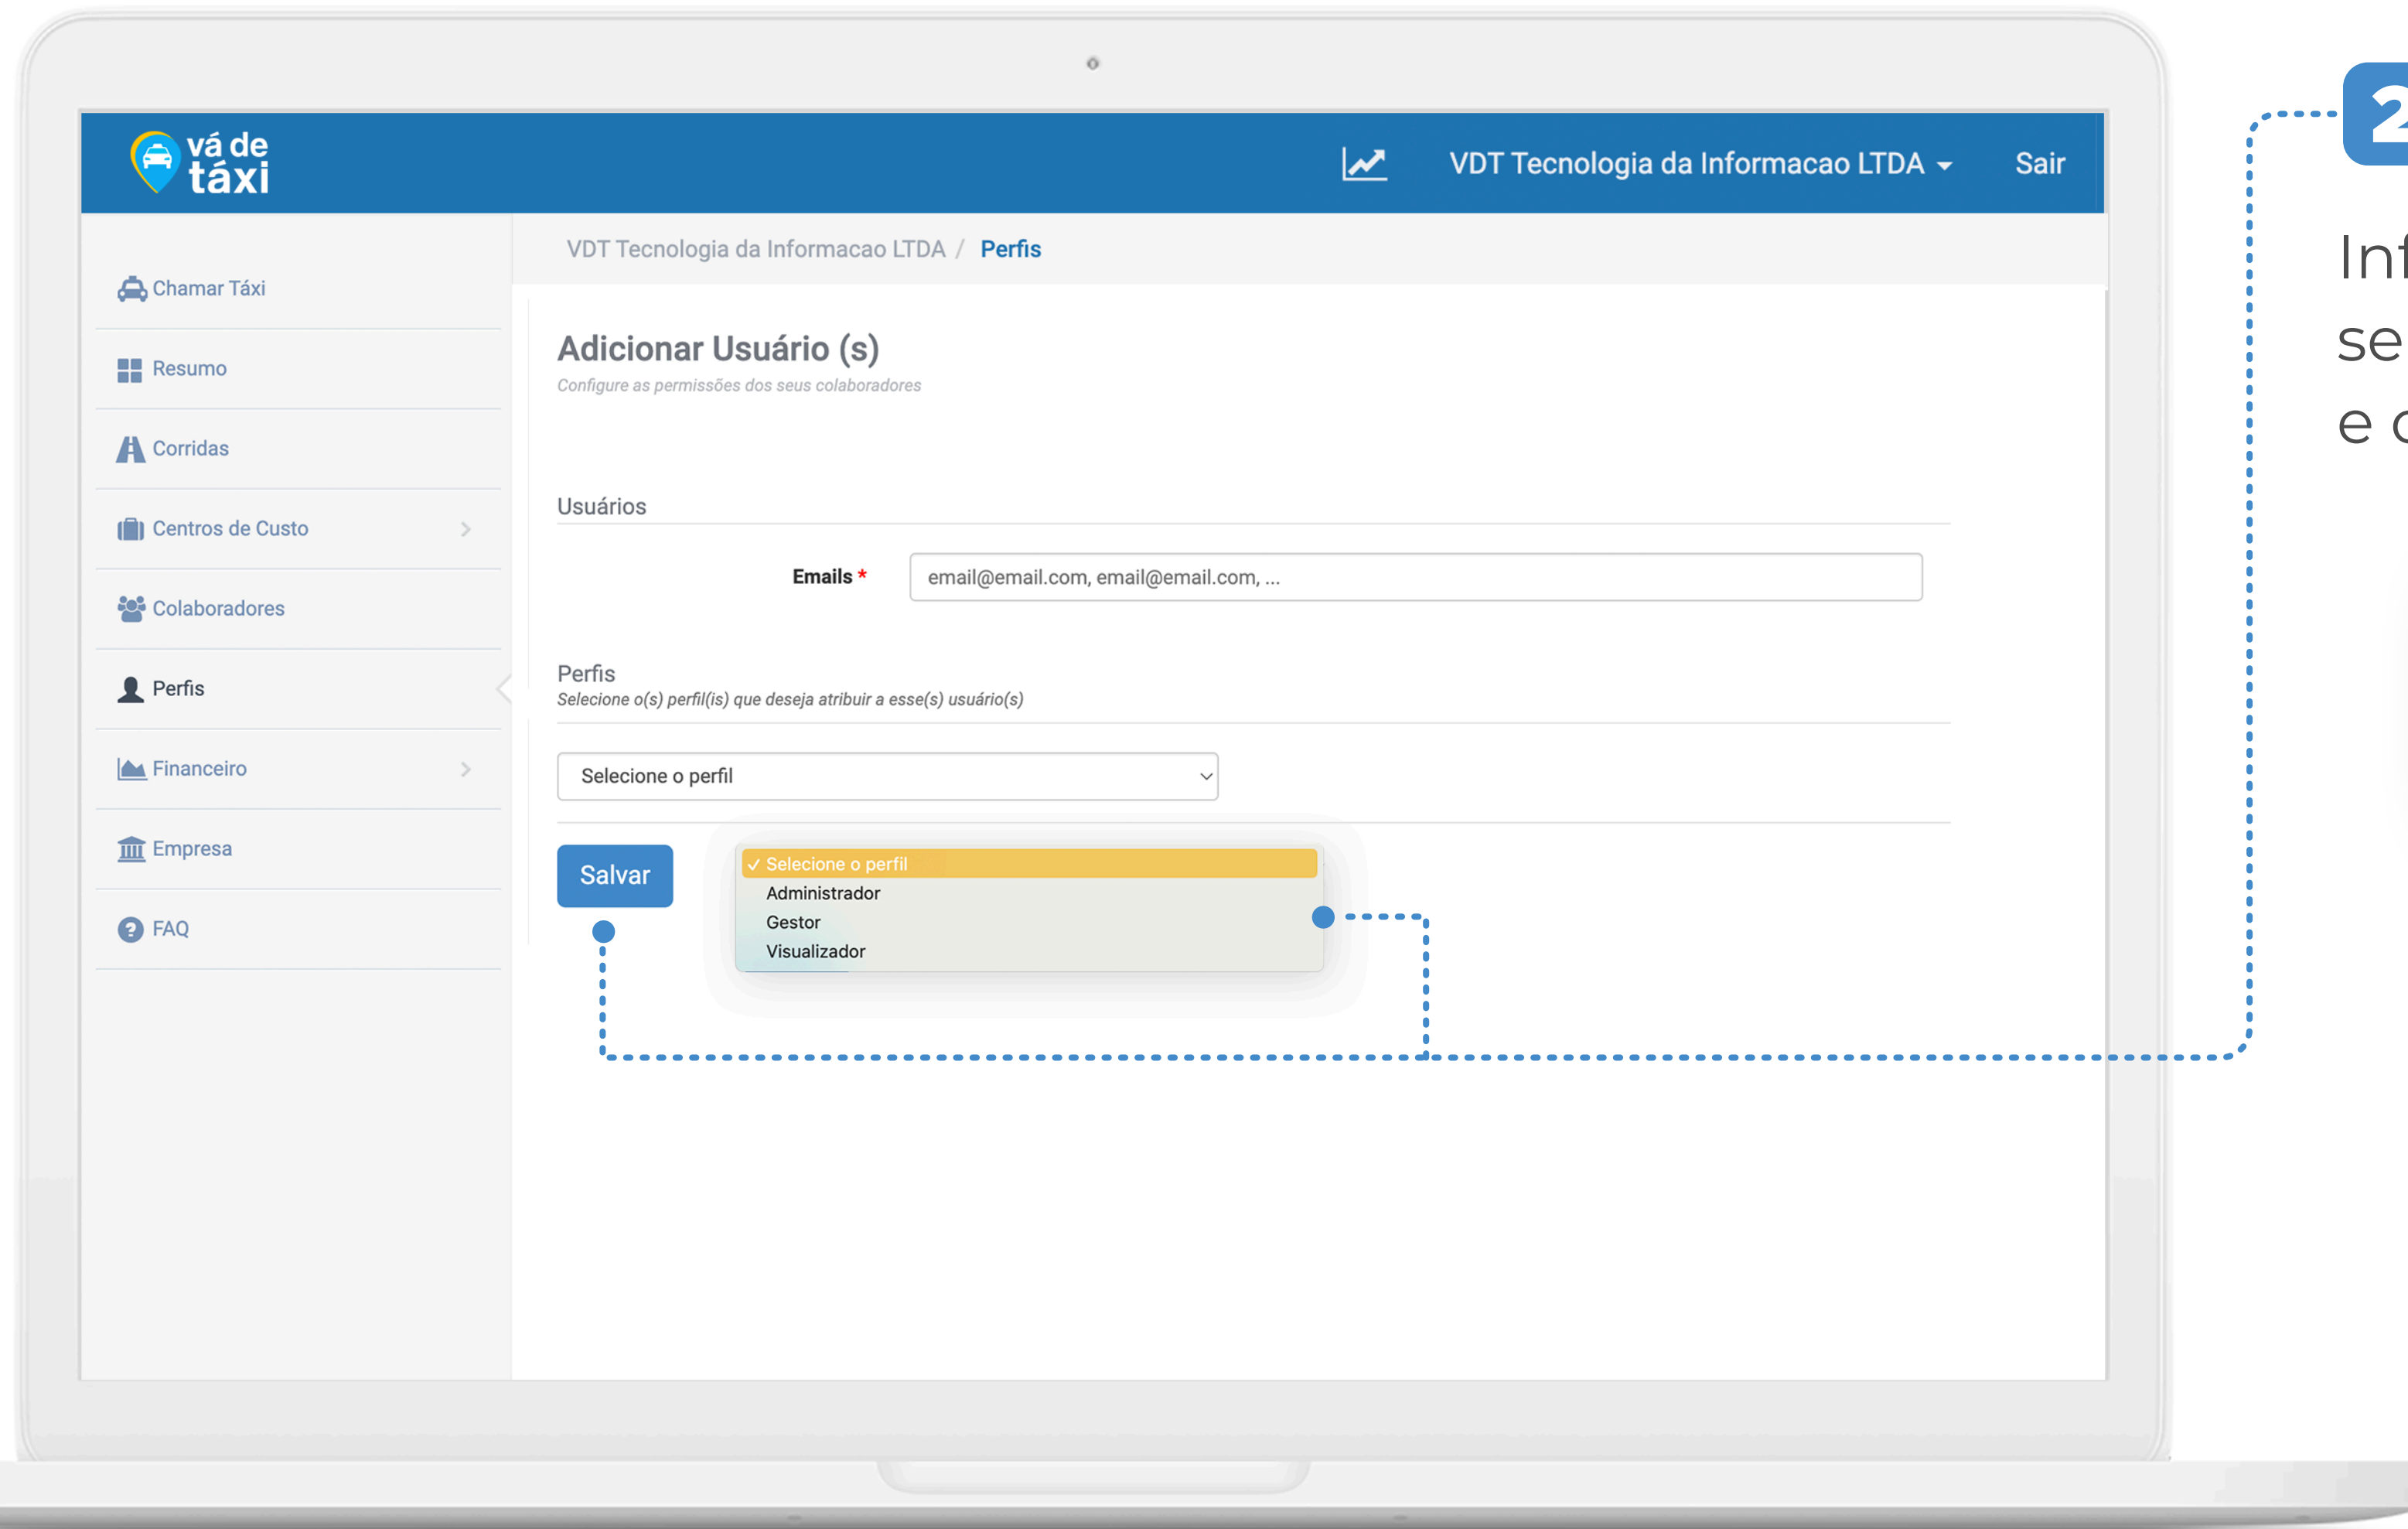 vá de
táxi
VDT Tecnologia da Informacao LTDA
Sair
VDT Tecnologia da Informacao LTDA / Perfis
Chamar Táxi
Resumo
Corridas
Centros de Custo
Colaboradores
Perfis
Financeiro
Empresa
FAQ
Adicionar Usuário (s)
Configure as permissões dos seus colaboradores
Usuários
Emails *
email@email.com, email@email.com, ...
Perfis
Selecione o(s) perfil(is) que deseja atribuir a esse(s) usuário(s)
Selecione o perfil
Salvar
✓ Selecione o perfil
Administrador
Gestor
Visualizador
2
e